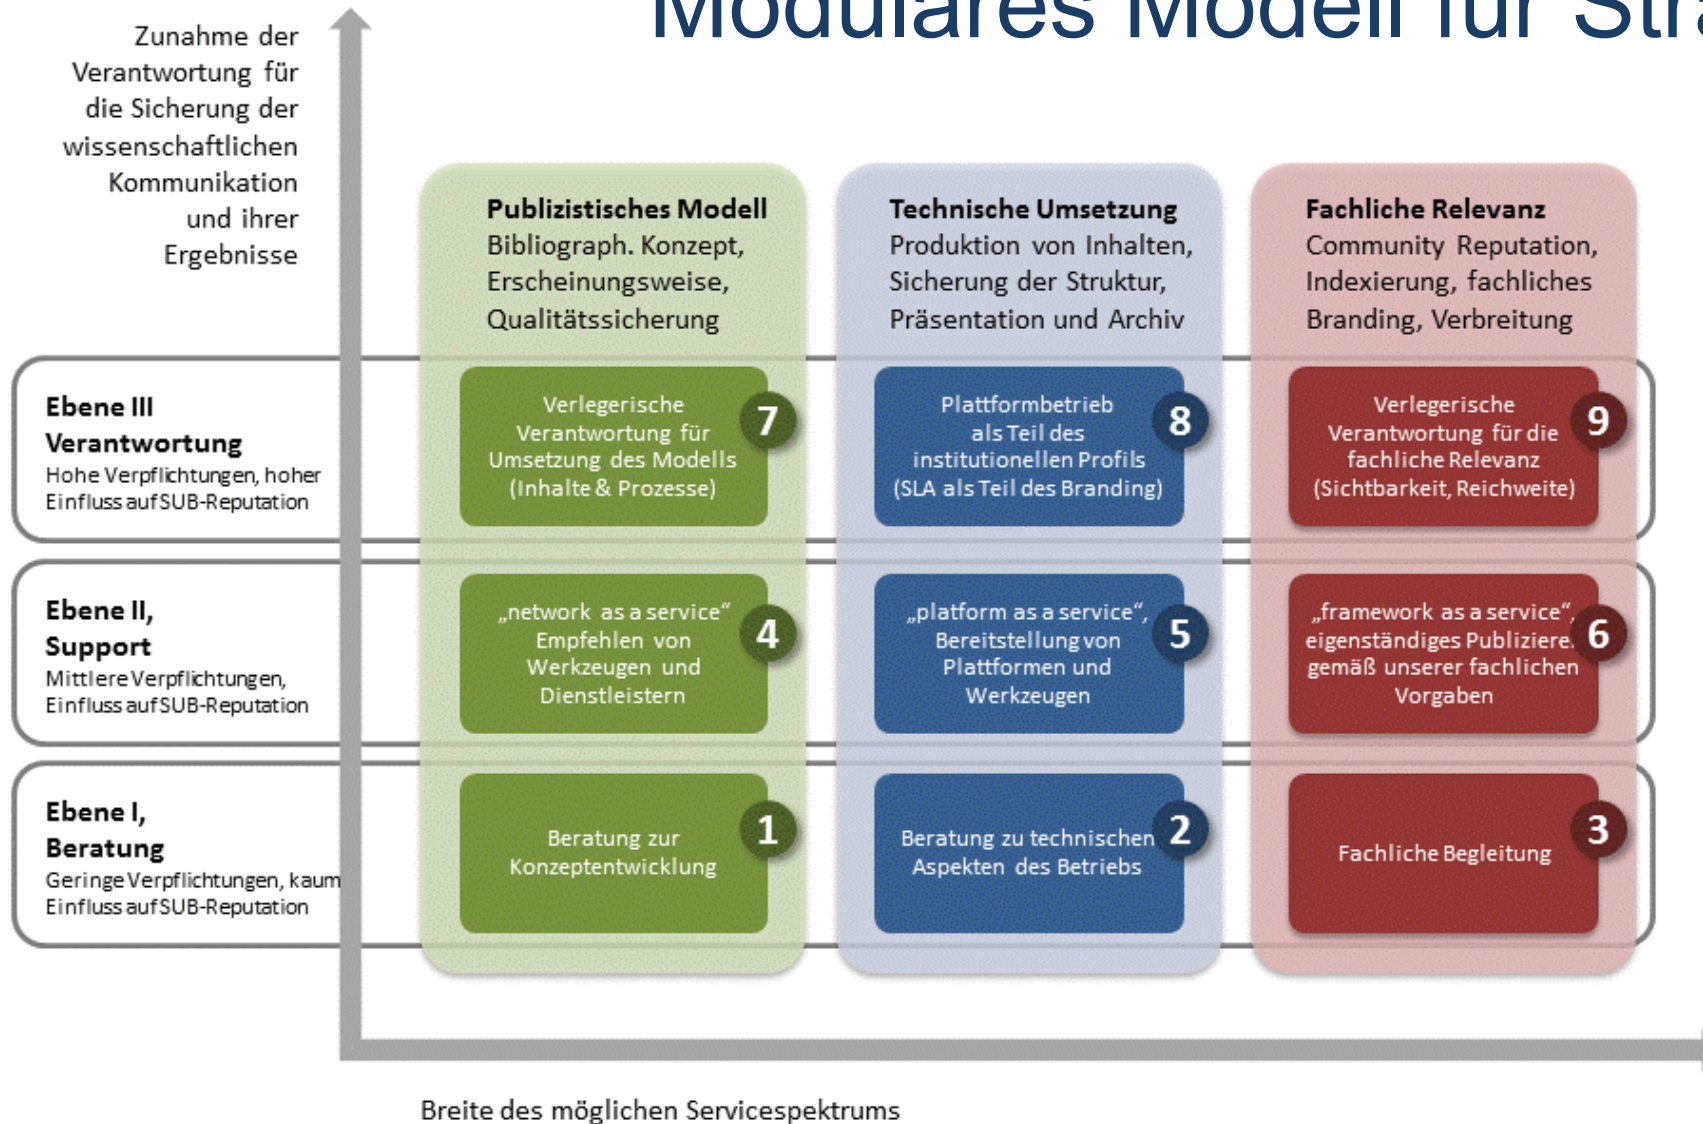 Modulares Modell für Stra
Zunahme der
Verantwortung für
die Sicherung der
wissenschaftlichen
Kommunikation
und ihrer
Ergebnisse
Publizistisches Modell
Bibliograph. Konzept,
Erscheinungsweise,
Qualitätssicherung
Technische Umsetzung
Produktion von Inhalten,
Sicherung der Struktur,
Präsentation und Archiv
Fachliche Relevanz
Community Reputation,
Indexierung, fachliches
Branding, Verbreitung
Ebene III
Verantwortung
Hohe Verpflichtungen, hoher
Einfluss auf SUB-Reputation
Verlegerische
Verantwortung für
Umsetzung des Modells
(Inhalte & Prozesse)
7
Plattformbetrieb
als Teil des
institutionellen Profils
(SLA als Teil des Branding)
8
Verlegerische
Verantwortung für die
fachliche Relevanz
(Sichtbarkeit, Reichweite)
9
Ebene II,
Support
Mittlere Verpflichtungen,
Einfluss auf SUB-Reputation
„network as a service“
Empfehlen von
Werkzeugen und
Dienstleistern
4
„platform as a service“,
Bereitstellung von
Plattformen und
Werkzeugen
5
„framework as a service“,
eigenständiges Publiziere
gemäß unserer fachlichen
Vorgaben
6
Ebene I,
Beratung
Geringe Verpflichtungen, kaum
Einfluss auf SUB-Reputation
Beratung zur
Konzeptentwicklung
1
Beratung zu technischen
Aspekten des Betriebs
2
Fachliche Begleitung
3
Breite des möglichen Servicespektrums